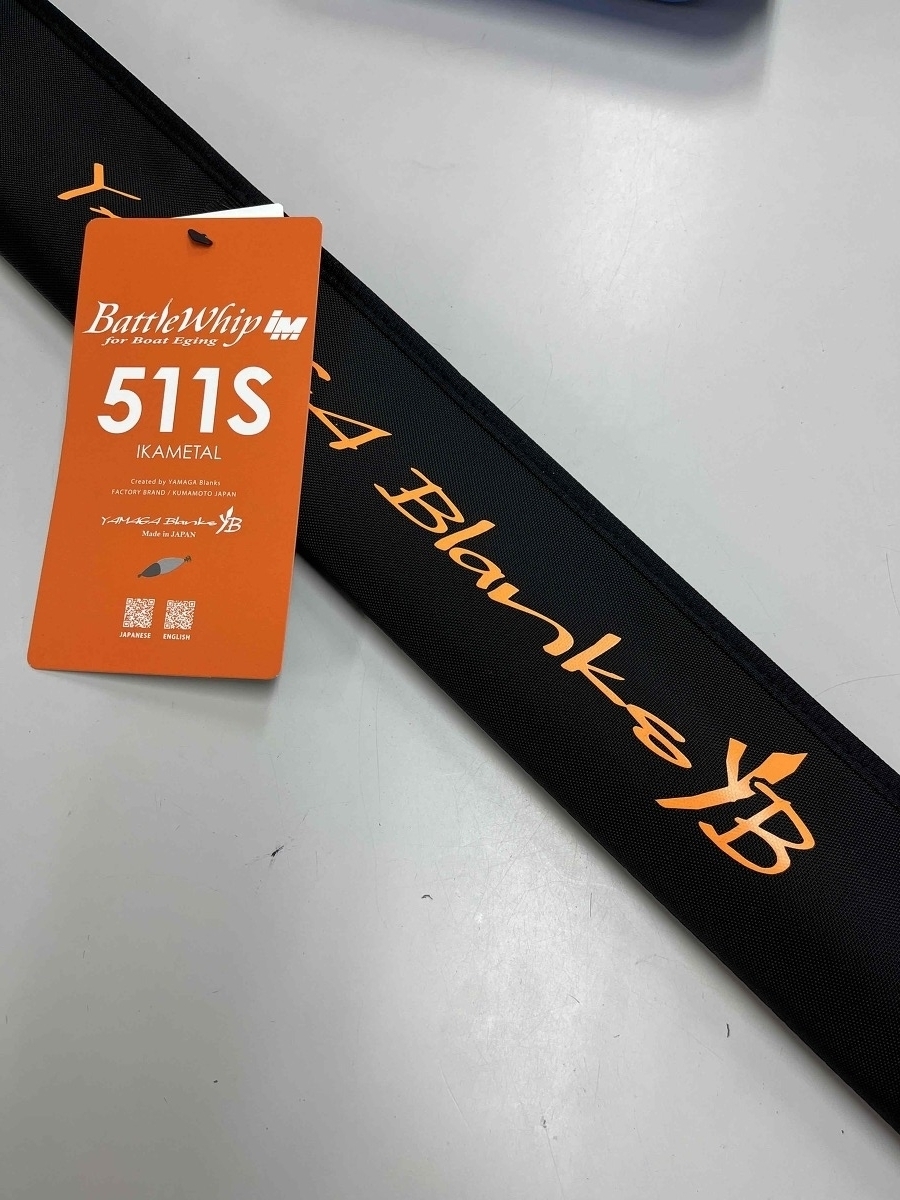 BattleWhip iM
for Boat Eging
511S
IKAMETAL
Created by YAMAGA Blanks
FACTORY BRAND / KUMAMOTO JAPAN
YAMAGA Blanks YB
Made in JAPAN
JAPANESE ENGLISH
Blanks YB